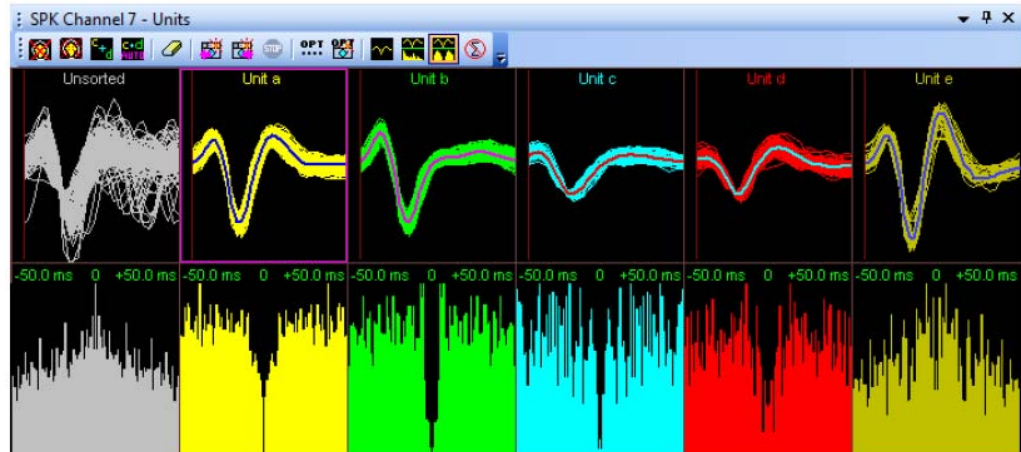 SPK Channel 7 - Units
C+d C+d AUTO STOP OPT OPT Σ
Unsorted Unit a Unit b Unit c Unit d Unit e
-50.0 ms 0 +50.0 ms -50.0 ms 0 +50.0 ms -50.0 ms 0 +50.0 ms -50.0 ms 0 +50.0 ms -50.0 ms 0 +50.0 ms -50.0 ms 0 +50.0 ms